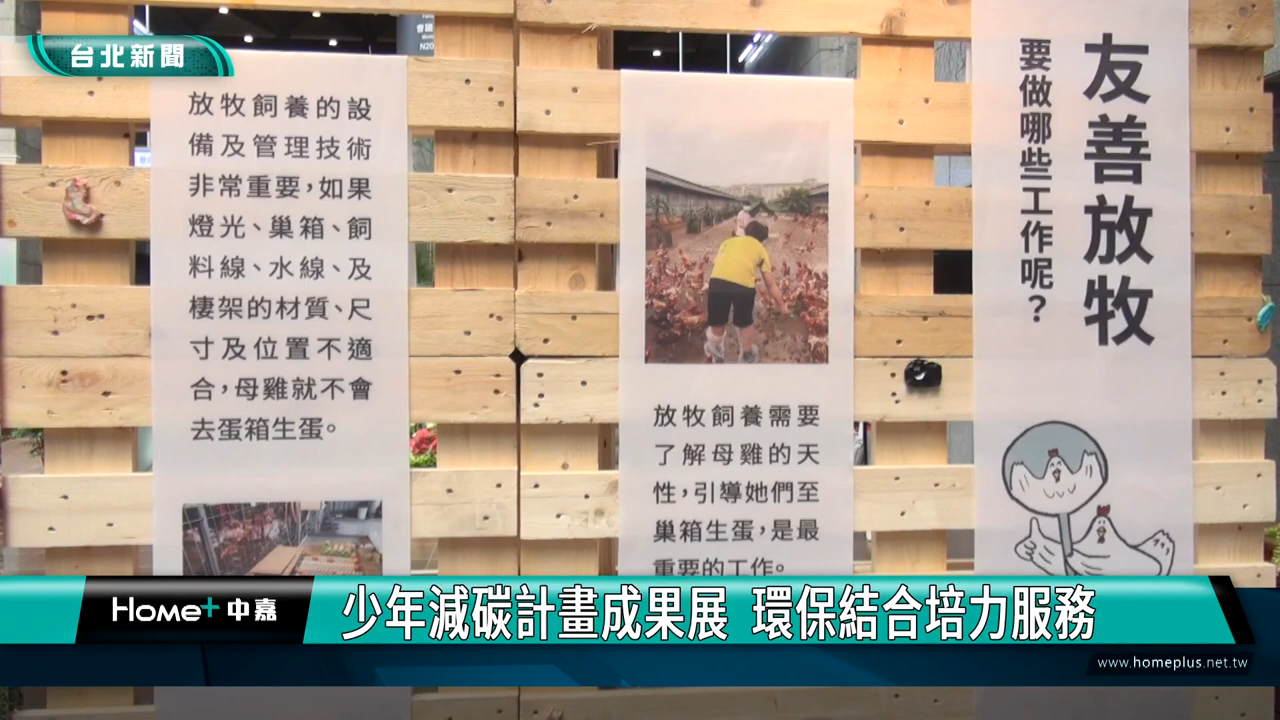 台北新聞
會議
N20
友善放牧
要做哪些工作呢？
放牧飼養需要
了解母雞的天
性，引導她們至
巢箱生蛋，是最
重要的工作。
放牧飼養的設
備及管理技術
非常重要，如果
燈光、巢箱、飼
料線、水線、及
棲架的材質、尺
寸及位置不適
合，母雞就不會
去蛋箱生蛋。
Home+ 中嘉
少年減碳計畫成果展 環保結合培力服務
www.homeplus.net.tw